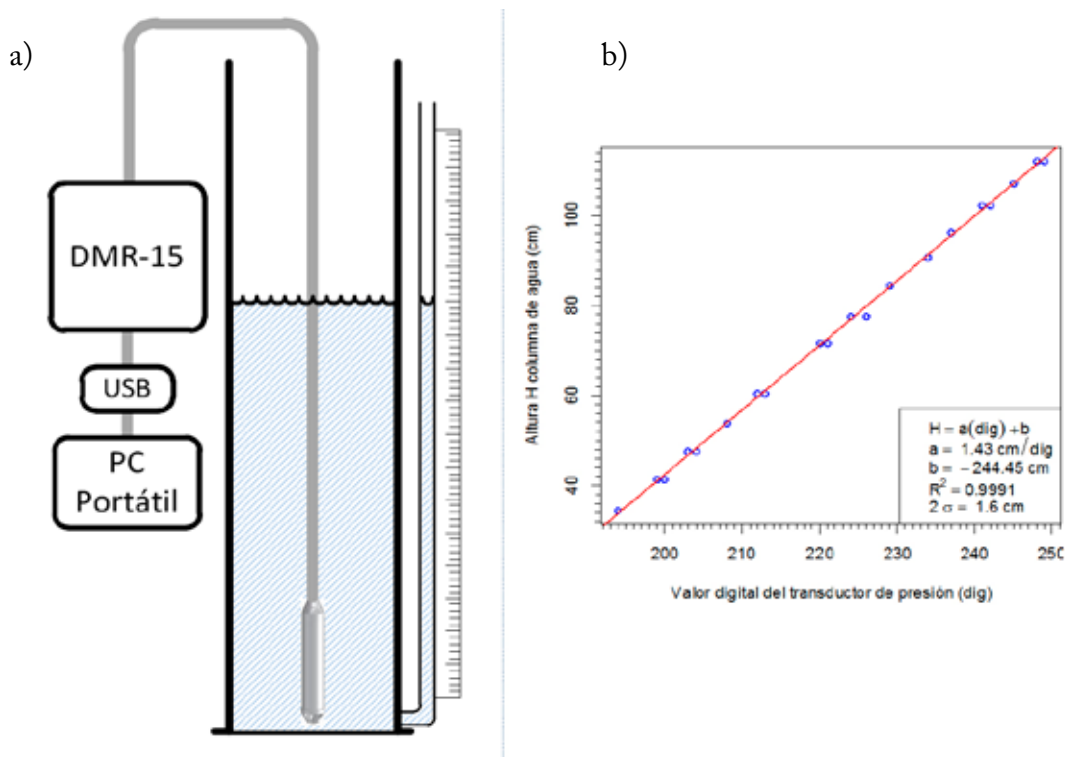 a)
DMR-15
USB
PC
Portátil
b)
Altura H columna de agua (cm)
100
80
60
40
H = a(dig) +b
a = 1.43 cm/dig
b = −244.45 cm
R² = 0.9991
2 σ = 1.6 cm
200 210 220 230 240 250
Valor digital del transductor de presión (dig)